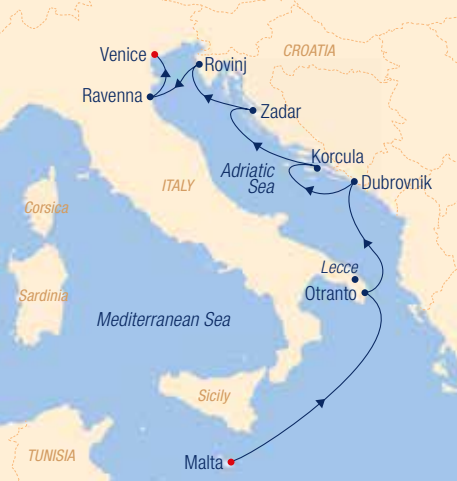 Venice
CROATIA
Rovinj
Ravenna
Zadar
Korcula
Adriatic
Sea
Dubrovnik
ITALY
Corsica
Lecce
Otranto
Sardinia
Mediterranean Sea
Sicily
TUNISIA
Malta